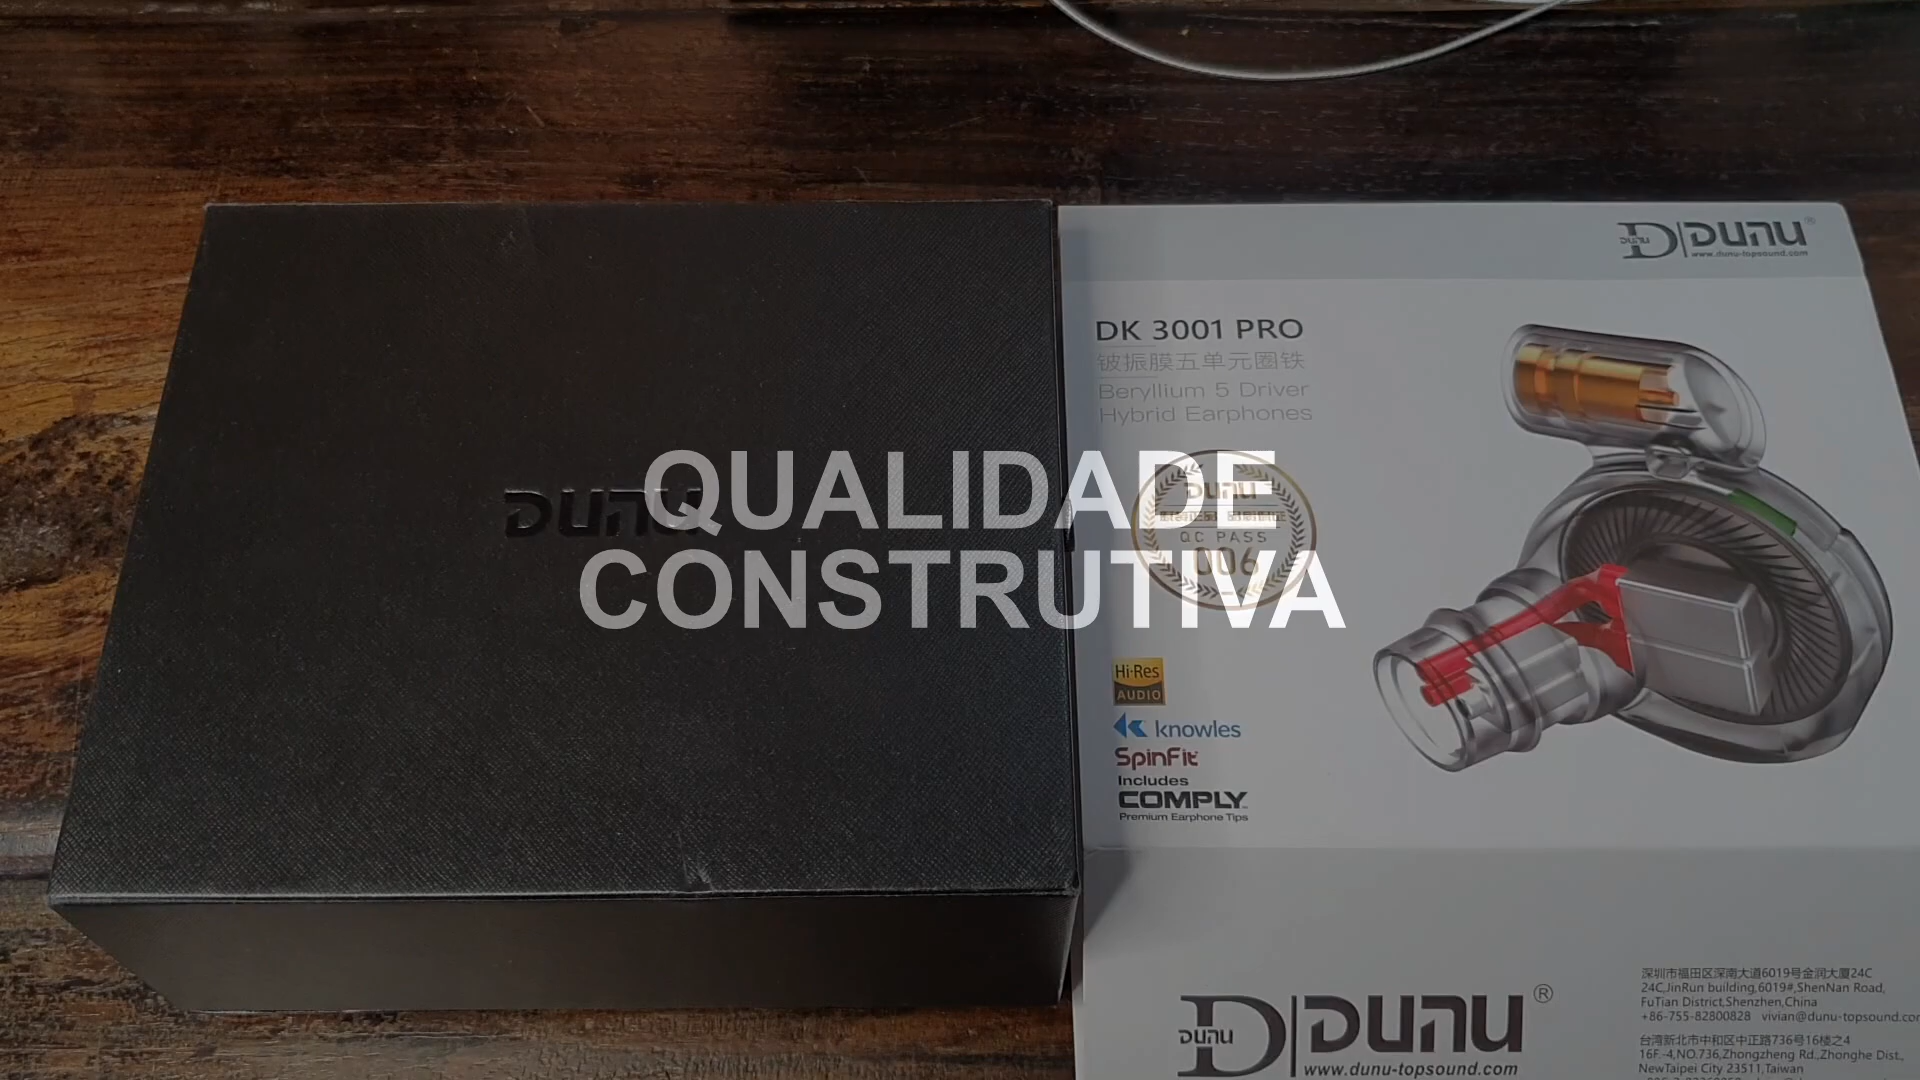 DUNU
QUALIDADE
CONSTRUTIVA
DUNU
DUNU®
www.dunu-topsound.com
DK 3001 PRO
铍振膜五单元圈铁
Beryllium 5 Driver
Hybrid Earphones
DUNU
QC PASS
006
Hi-Res
AUDIO
knowles
SpinFit
Includes
COMPLY
Premium Earphone Tips
DUNU
DUNU®
www.dunu-topsound.com
深圳市福田区深南大道6019号金润大厦24C
24C,JinRun building,6019#,ShenNan Road,
FuTian District,Shenzhen,China
+86-755-82800828 vivian@dunu-topsound.com
台湾新北市中和区中正路736号16楼之4
16F.-4,NO.736,Zhongzheng Rd.,Zhonghe Dist.,
NewTaipei City 23511,Taiwan